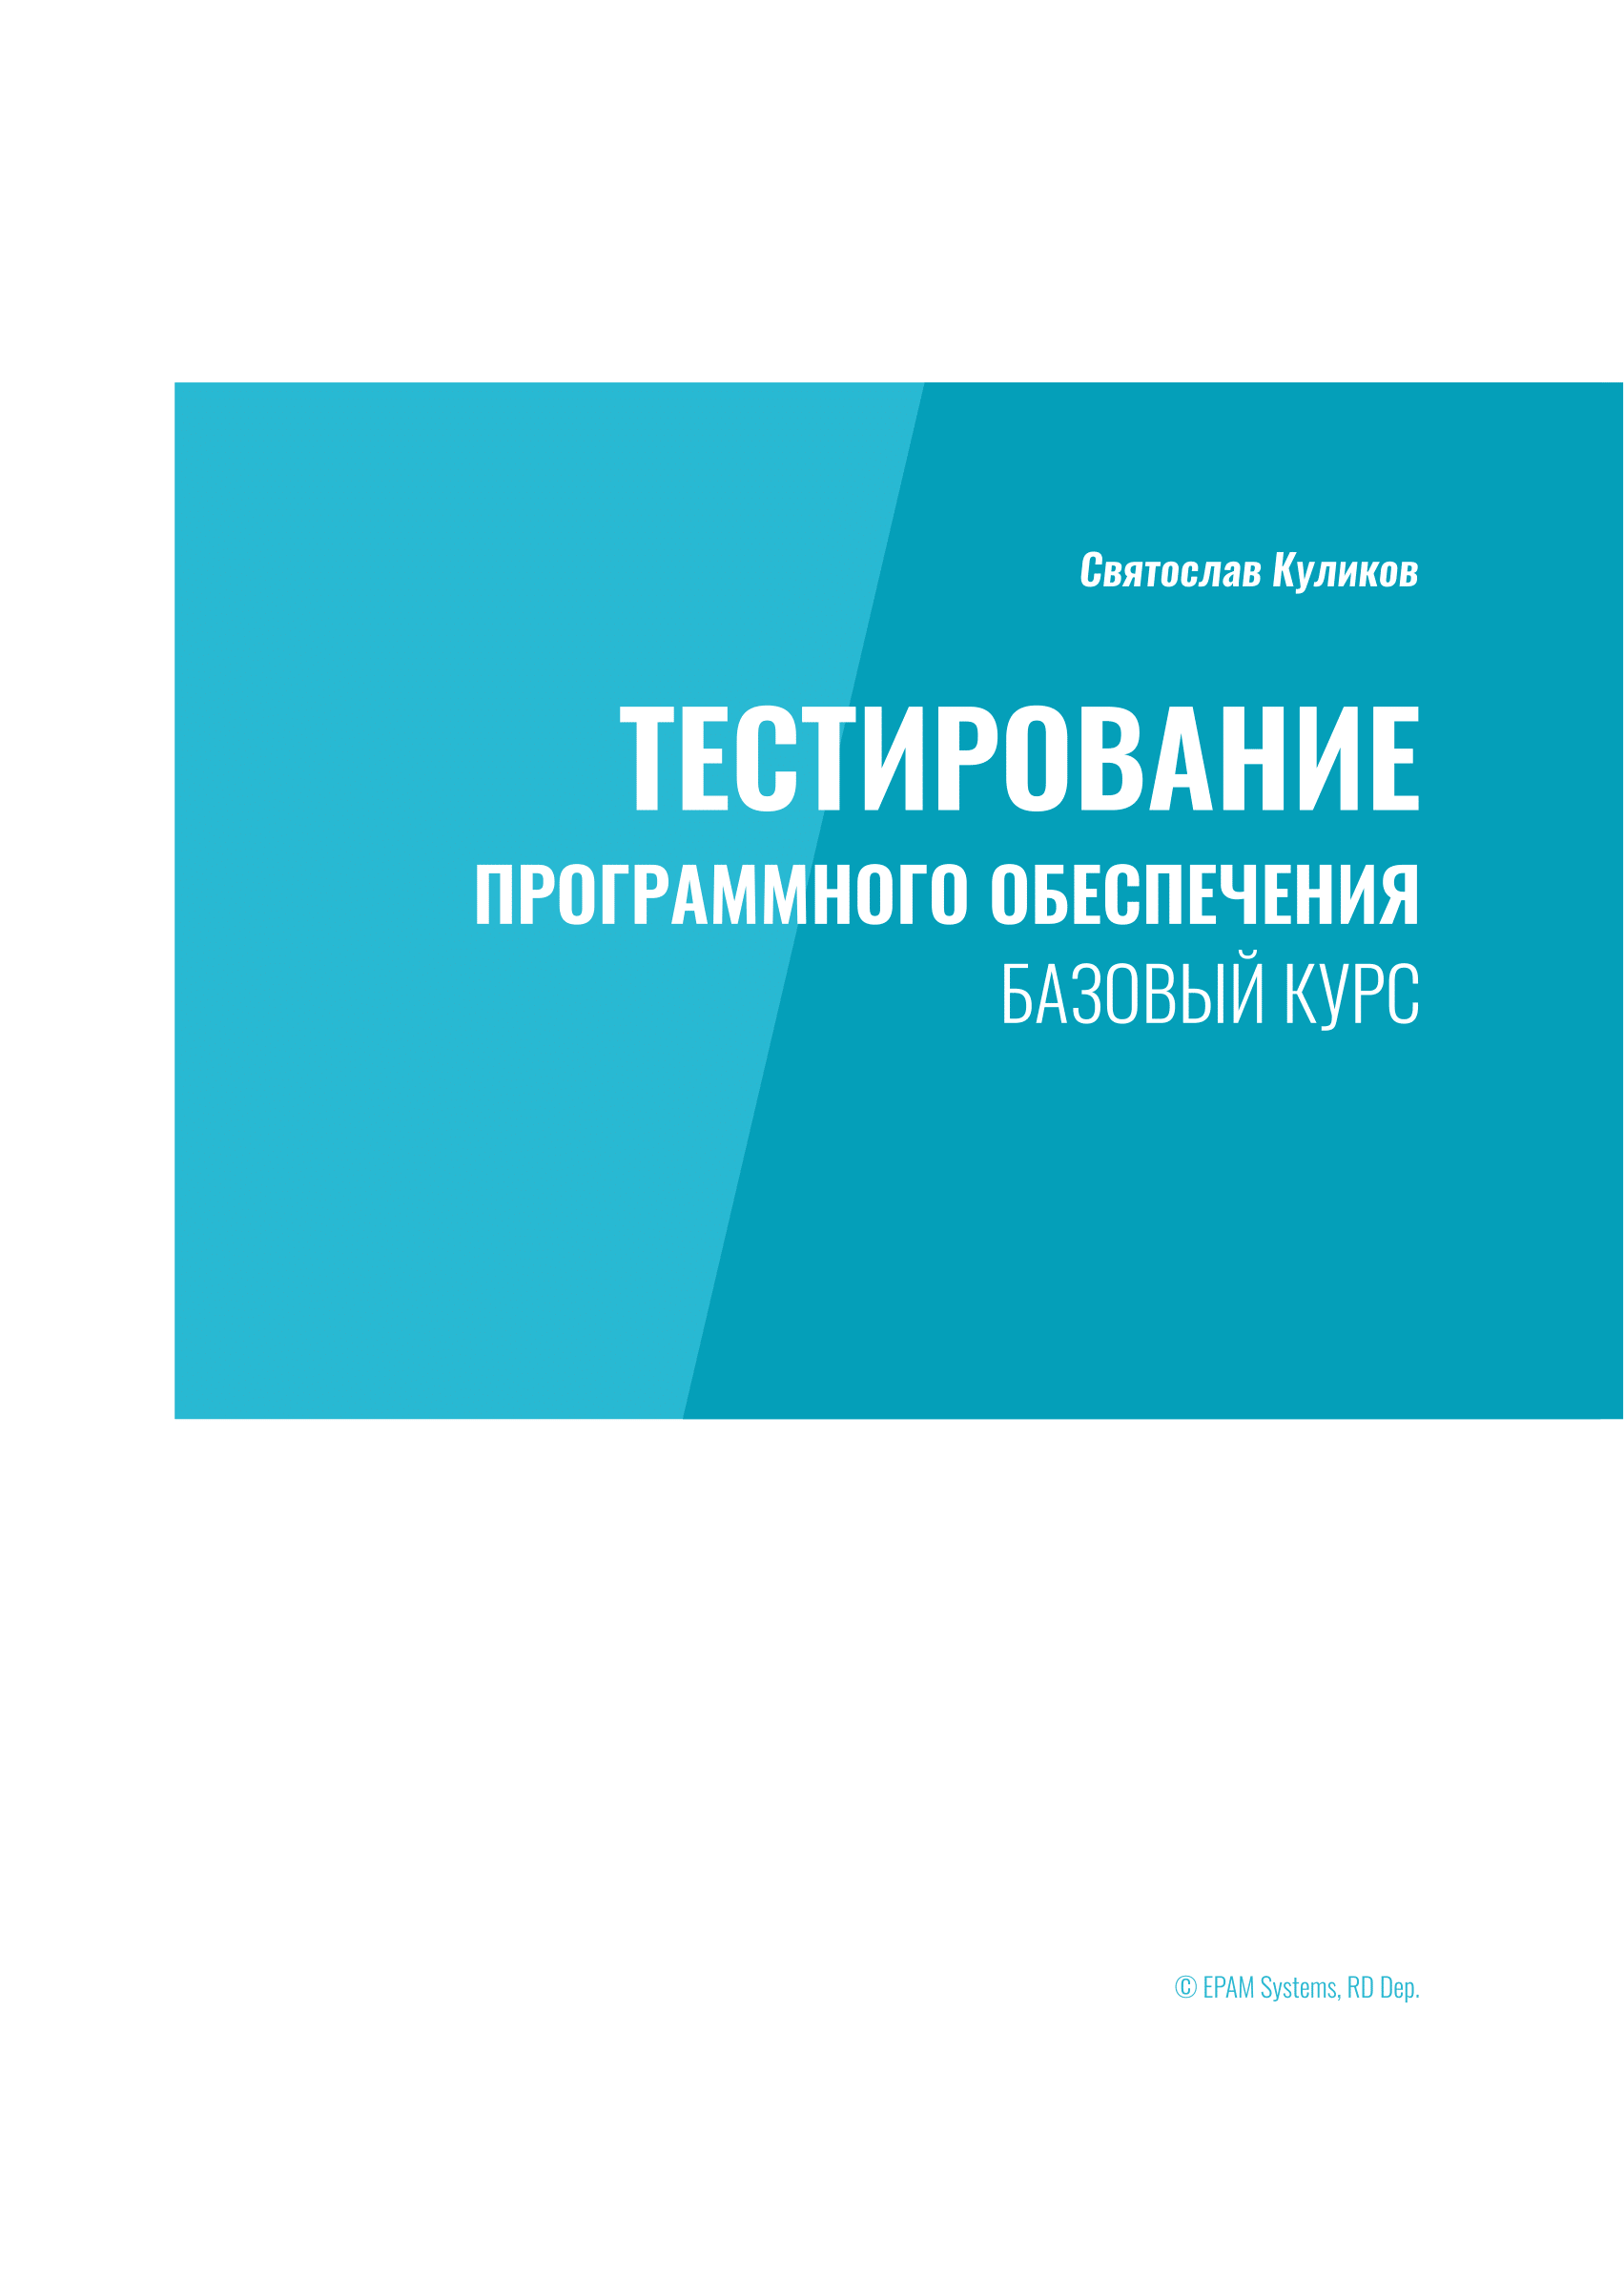 Святослав Куликов
ТЕСТИРОВАНИЕ
ПРОГРАММНОГО ОБЕСПЕЧЕНИЯ
БАЗОВЫЙ КУРС
© EPAM Systems, RD Dep.